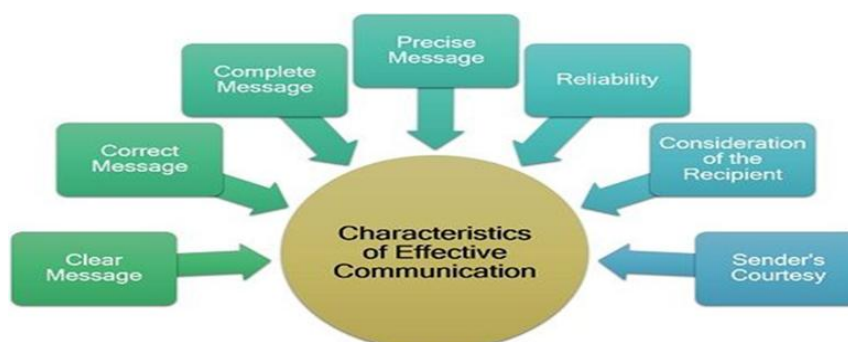 Clear
Message
Correct
Message
Complete
Message
Precise
Message
Reliability
Consideration
of the
Recipient
Sender's
Courtesy
Characteristics
of Effective
Communication